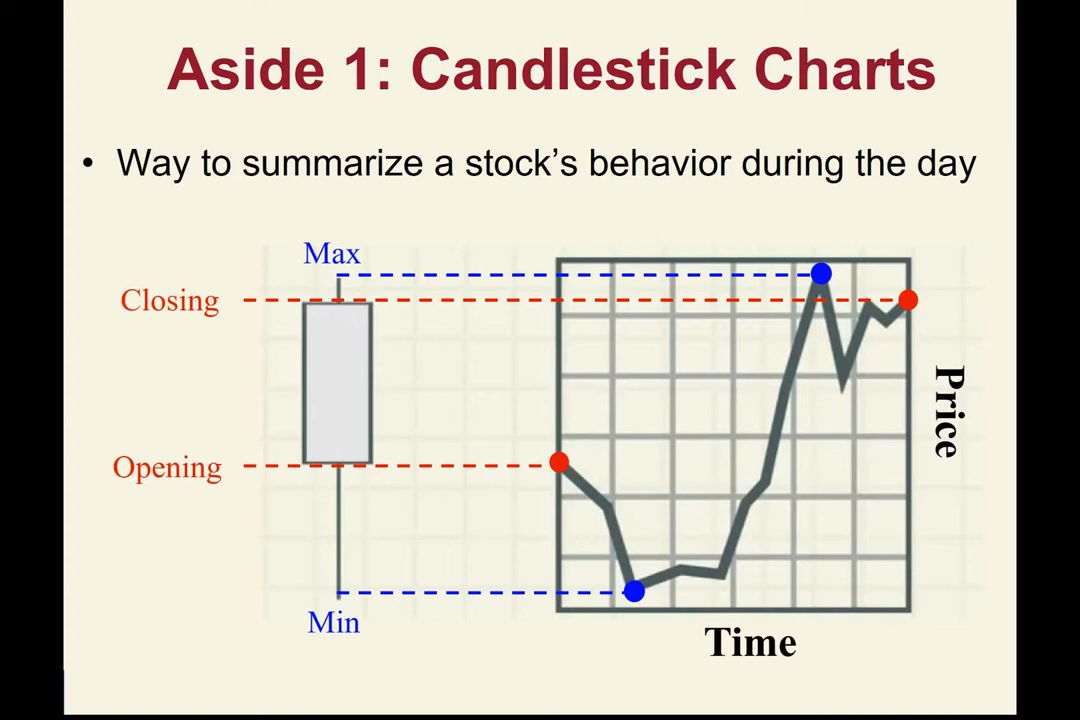 Aside 1: Candlestick Charts
• Way to summarize a stock’s behavior during the day
Max
Closing
Price
Opening
Min
Time